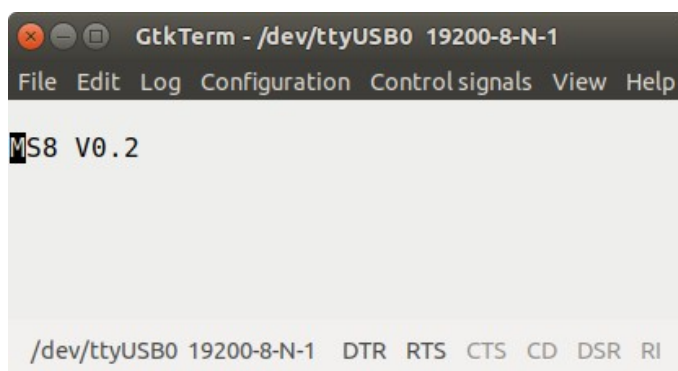 GtkTerm - /dev/ttyUSB0 19200-8-N-1
File Edit Log Configuration Control signals View Help
MS8 V0.2
/dev/ttyUSB0 19200-8-N-1 DTR RTS CTS CD DSR RI